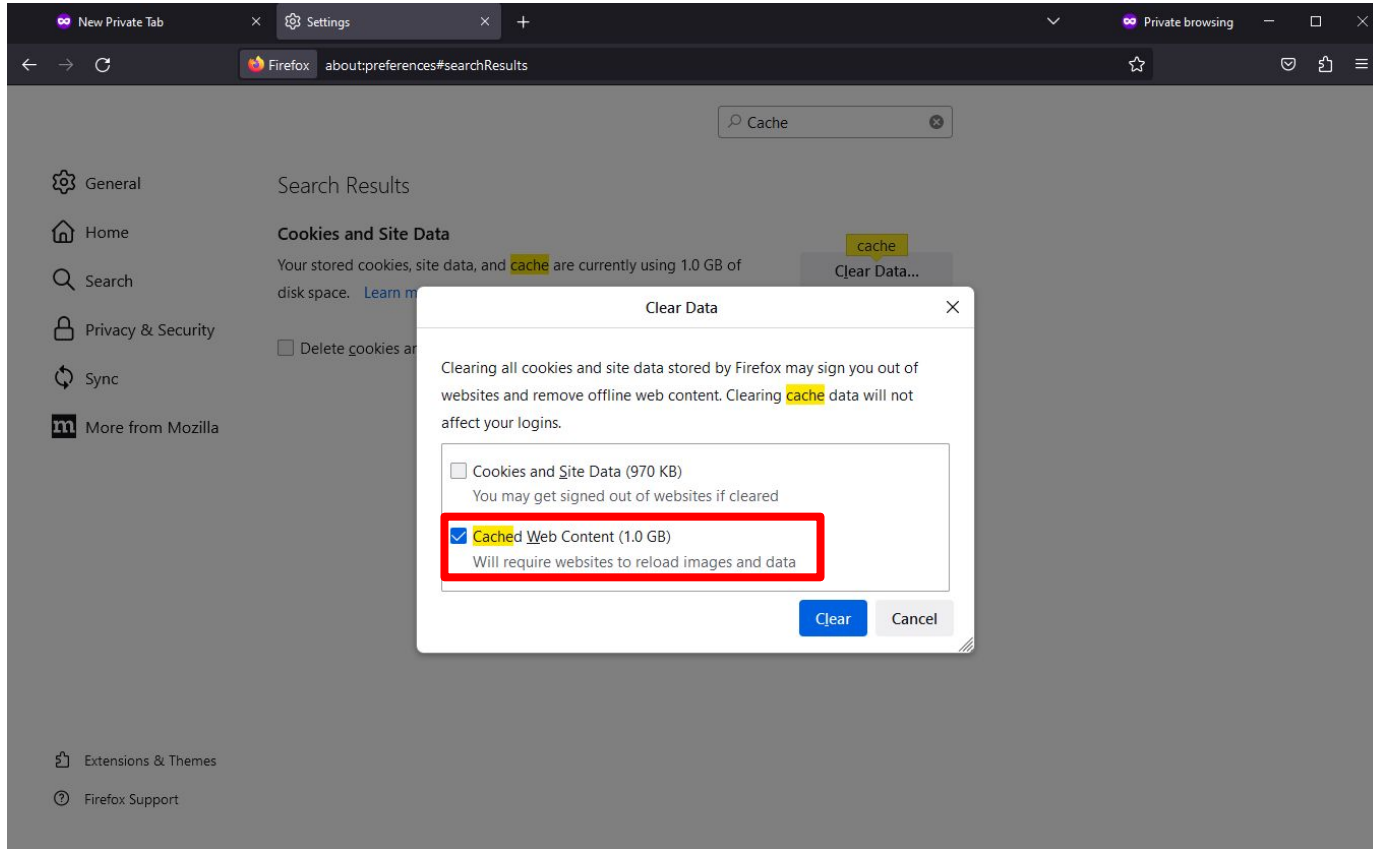 New Private Tab
Settings
Private browsing
Firefox about:preferences#searchResults
Cache
General
Home
Search
Privacy & Security
Sync
m More from Mozilla
Search Results
Cookies and Site Data
cache
Your stored cookies, site data, and cache are currently using 1.0 GB of
disk space. Learn m
Clear Data...
Delete cookies an
Clear Data
Clearing all cookies and site data stored by Firefox may sign you out of
websites and remove offline web content. Clearing cache data will not
affect your logins.
Cookies and Site Data (970 KB)
You may get signed out of websites if cleared
Cached Web Content (1.0 GB)
Will require websites to reload images and data
Clear
Cancel
Extensions & Themes
Firefox Support